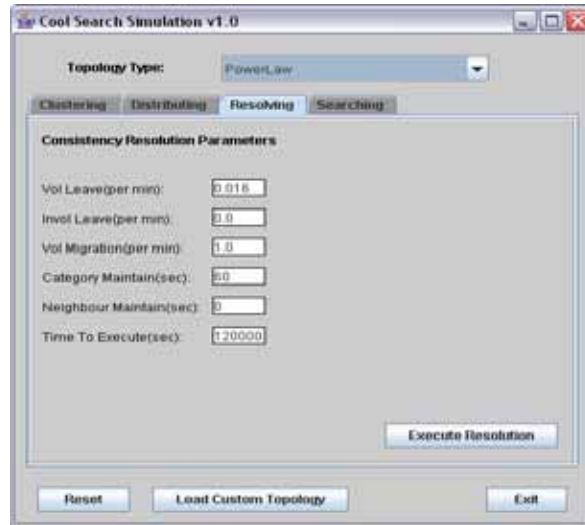 Cool Search Simulation v1.0
Topology Type: PowerLaw
Clustering Distributing Resolving Searching
Consistency Resolution Parameters
Vol Leave(per min): 0.016
Invol Leave(per min): 0.0
Vol Migration(per min): 1.0
Category Maintain(sec): 60
Neighbour Maintain(sec): 0
Time To Execute(sec): 120000
Execute Resolution
Reset Load Custom Topology Exit